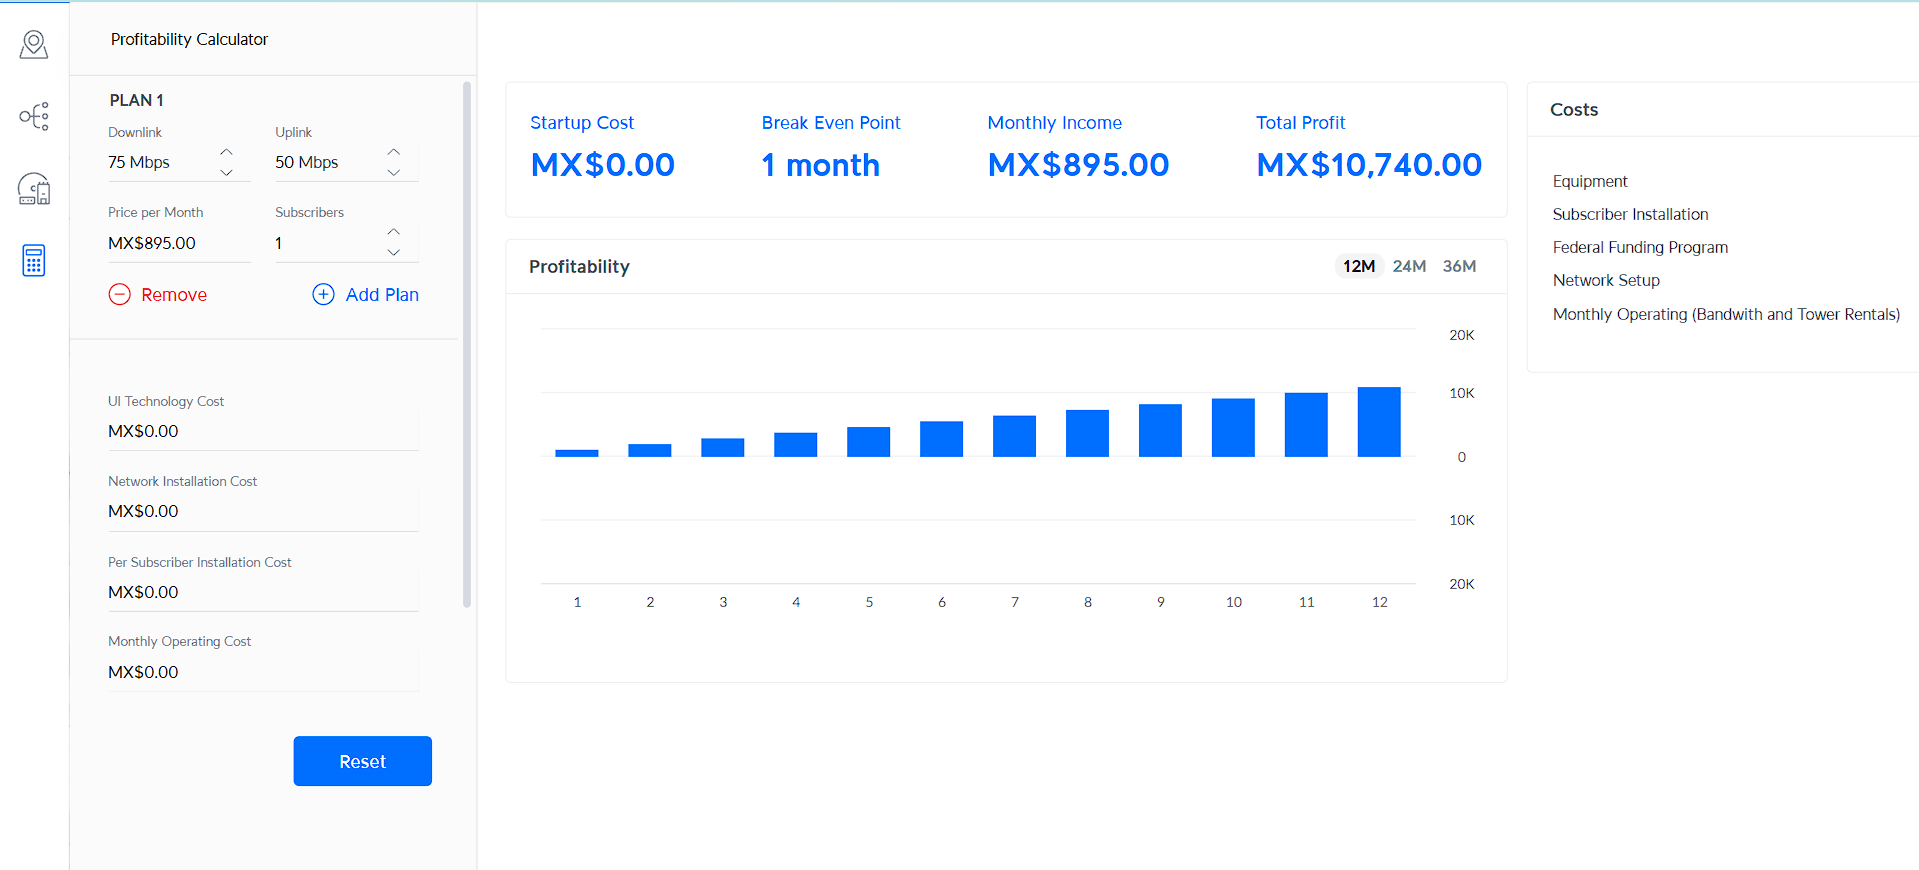 Profitability Calculator
PLAN 1
Downlink Uplink
75 Mbps 50 Mbps
Price per Month Subscribers
MX$895.00 1
Remove Add Plan
UI Technology Cost
MX$0.00
Network Installation Cost
MX$0.00
Per Subscriber Installation Cost
MX$0.00
Monthly Operating Cost
MX$0.00
Reset
Startup Cost Break Even Point Monthly Income Total Profit
MX$0.00 1 month MX$895.00 MX$10,740.00
Profitability 12M 24M 36M
20K
10K
0
10K
20K
1 2 3 4 5 6 7 8 9 10 11 12
Costs
Equipment
Subscriber Installation
Federal Funding Program
Network Setup
Monthly Operating (Bandwith and Tower Rentals)